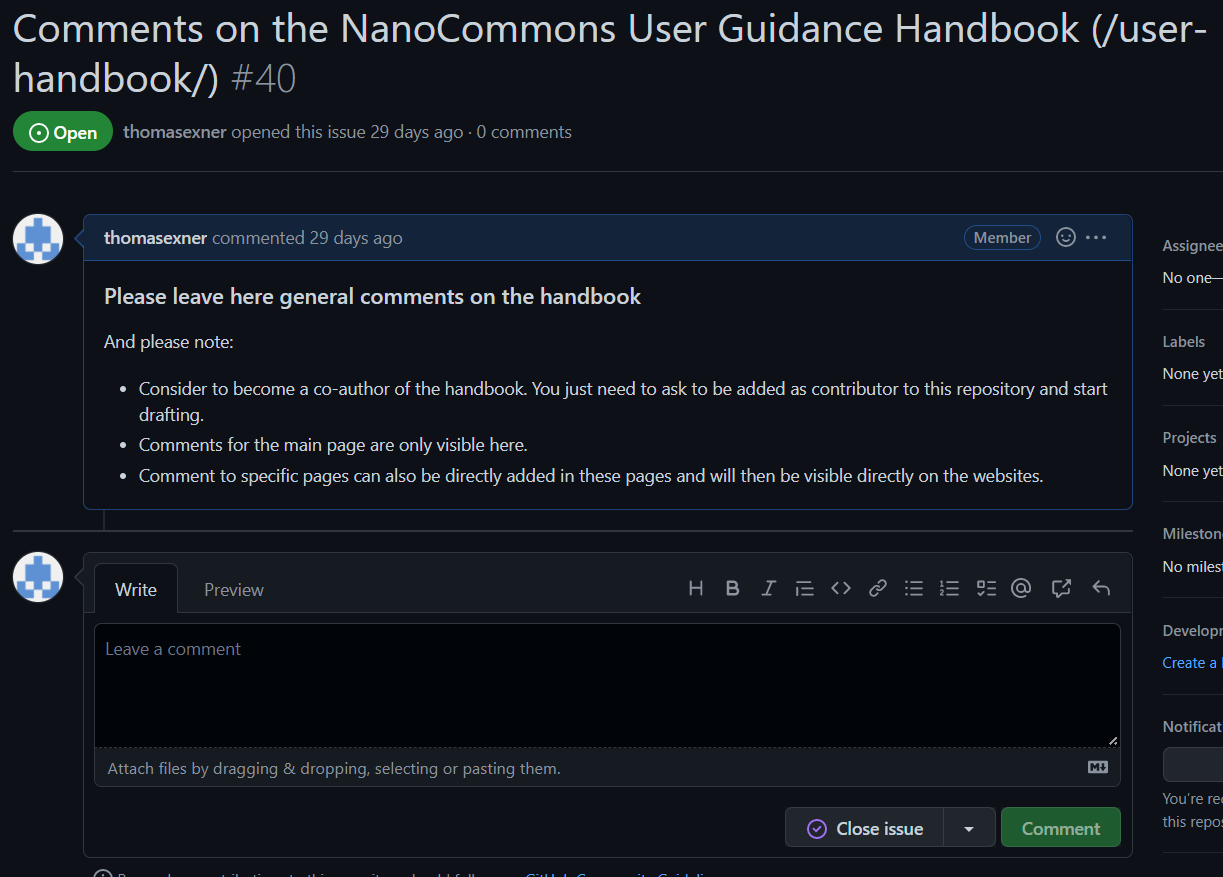 Comments on the NanoCommons User Guidance Handbook (/user-
handbook/) #40
Open
thomasexner opened this issue 29 days ago · 0 comments
thomasexner commented 29 days ago
Member
Please leave here general comments on the handbook
And please note:
Consider to become a co-author of the handbook. You just need to ask to be added as contributor to this repository and start
drafting.
Comments for the main page are only visible here.
Comment to specific pages can also be directly added in these pages and will then be visible directly on the websites.
Write
Preview
Leave a comment
Attach files by dragging & dropping, selecting or pasting them.
Close issue
Comment
Assignee
No one—
Labels
None yet
Projects
None yet
Mileston
No miles
Develop
Create a
Notificat
You're re
this repos